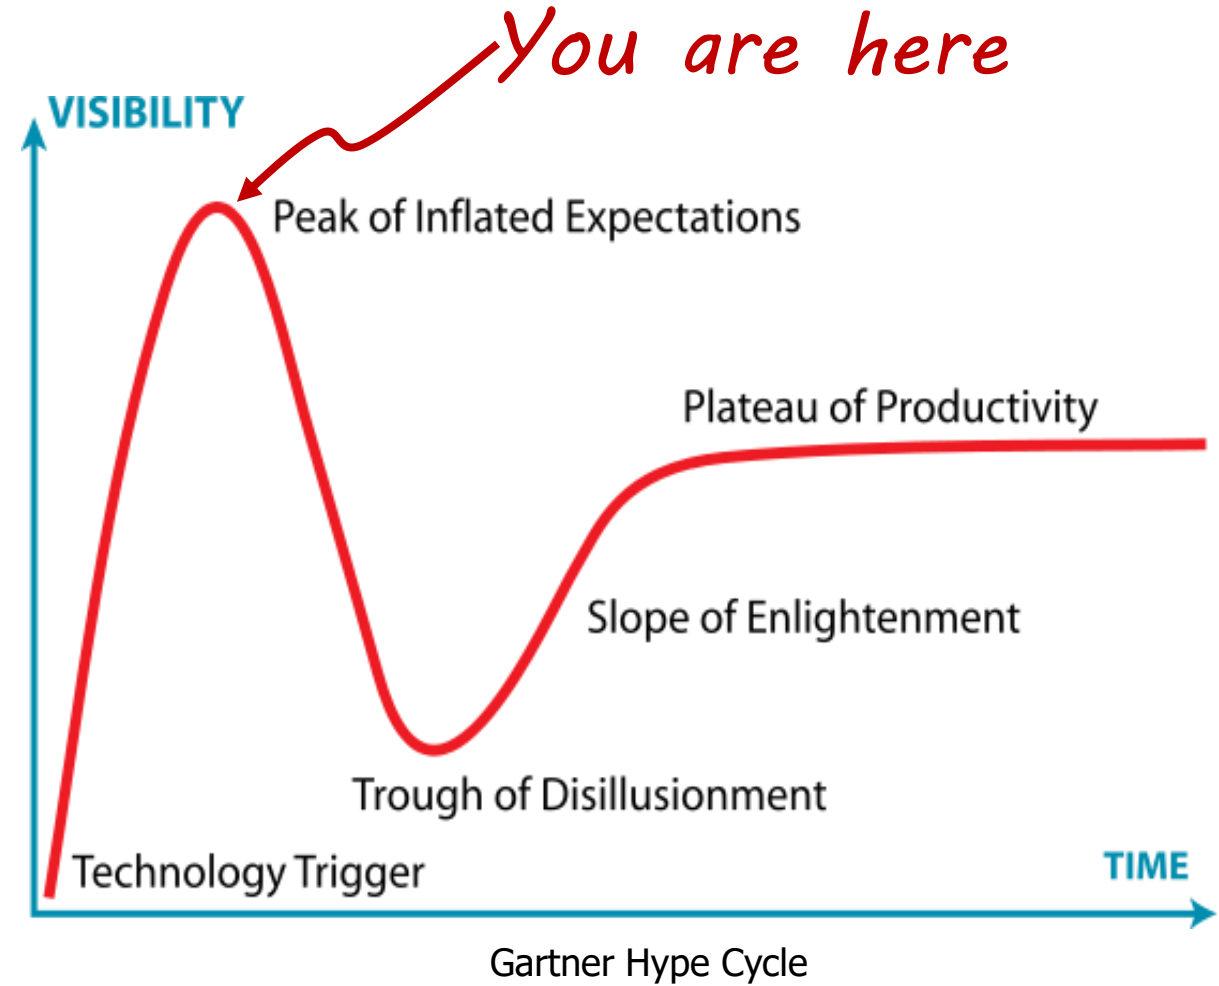 You are here
VISIBILITY
Peak of Inflated Expectations
Plateau of Productivity
Slope of Enlightenment
Trough of Disillusionment
Technology Trigger
TIME
Gartner Hype Cycle